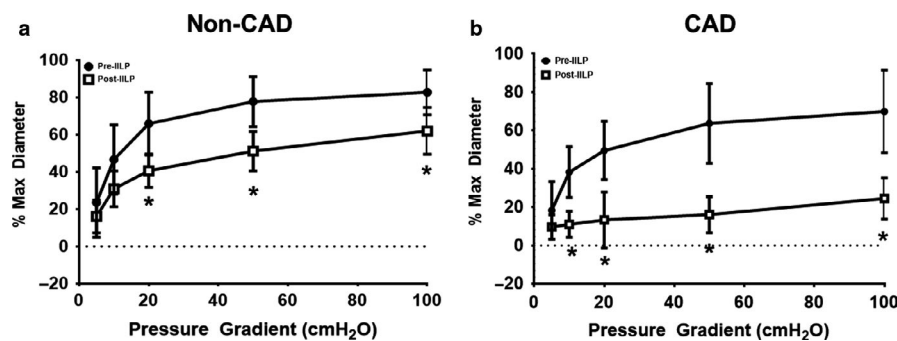 a
Non-CAD
Pre-IILP
Post-IILP
% Max Diameter
100
80
60
40
20
0
–20
0 20 40 60 80 100
Pressure Gradient (cmH₂O)
*
*
*
b
CAD
Pre-IILP
Post-IILP
% Max Diameter
100
80
60
40
20
0
–20
0 20 40 60 80 100
Pressure Gradient (cmH₂O)
*
*
*
*